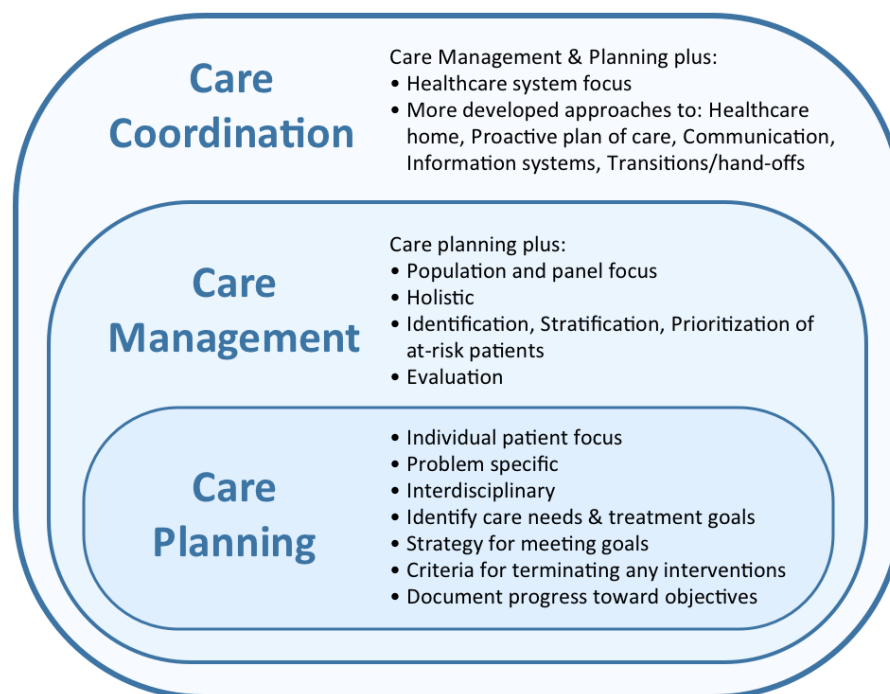 Care
Coordination
Care Management & Planning plus:
• Healthcare system focus
• More developed approaches to: Healthcare
home, Proactive plan of care, Communication,
Information systems, Transitions/hand-offs
Care
Management
Care planning plus:
• Population and panel focus
• Holistic
• Identification, Stratification, Prioritization of
at-risk patients
• Evaluation
Care
Planning
• Individual patient focus
• Problem specific
• Interdisciplinary
• Identify care needs & treatment goals
• Strategy for meeting goals
• Criteria for terminating any interventions
• Document progress toward objectives